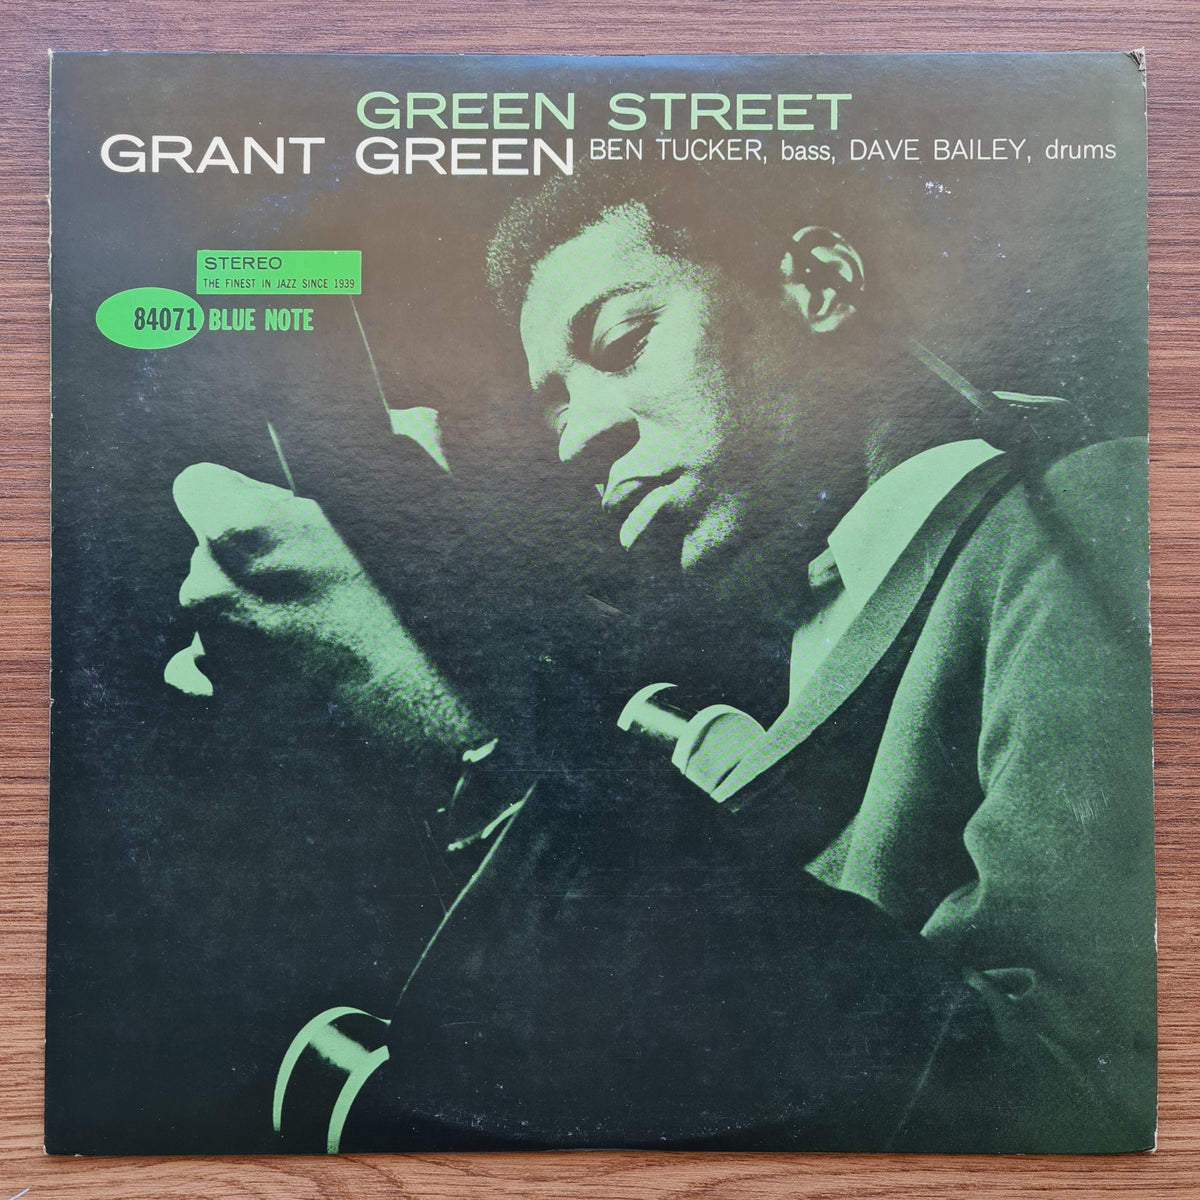 GREEN STREET
GRANT GREEN BEN TUCKER, bass, DAVE BAILEY, drums
STEREO
THE FINEST IN JAZZ SINCE 1939
84071 BLUE NOTE